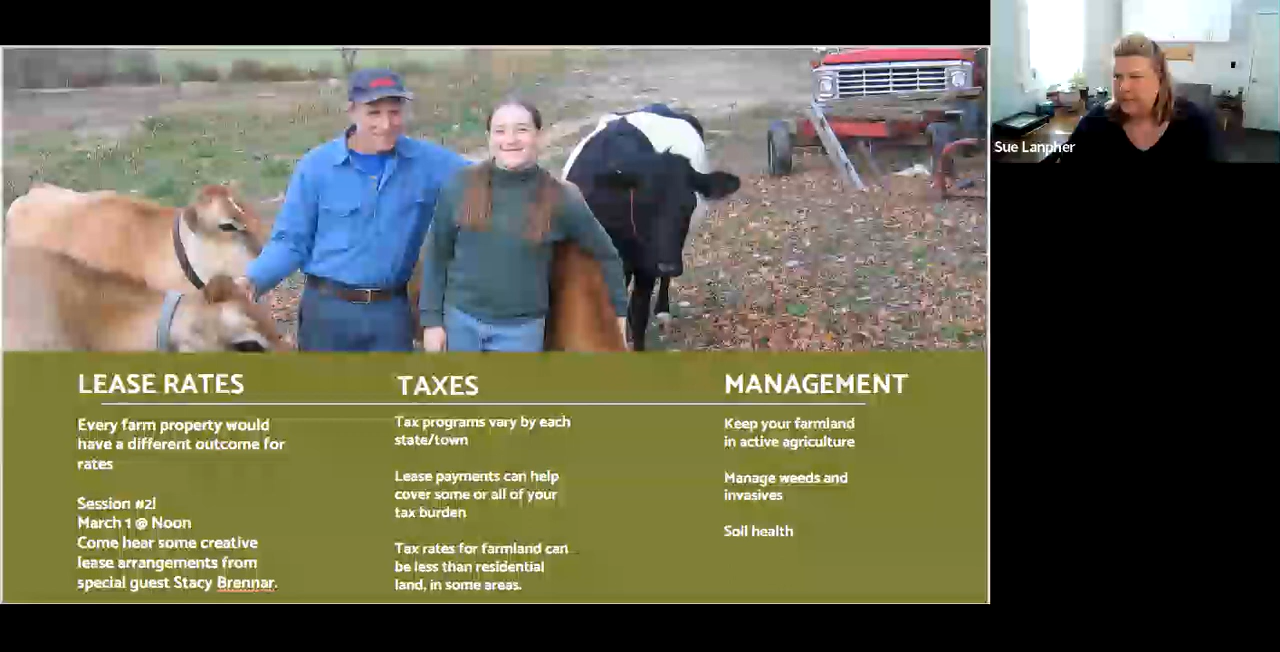 Sue Lanpher
LEASE RATES
Every farm property would
have a different outcome for
rates
Session #2!
March 1 @ Noon
Come hear some creative
lease arrangements from
special guest Stacy Brennar.
TAXES
Tax programs vary by each
state/town
Lease payments can help
cover some or all of your
tax burden
Tax rates for farmland can
be less than residential
land, in some areas.
MANAGEMENT
Keep your farmland
in active agriculture
Manage weeds and
invasives
Soil health